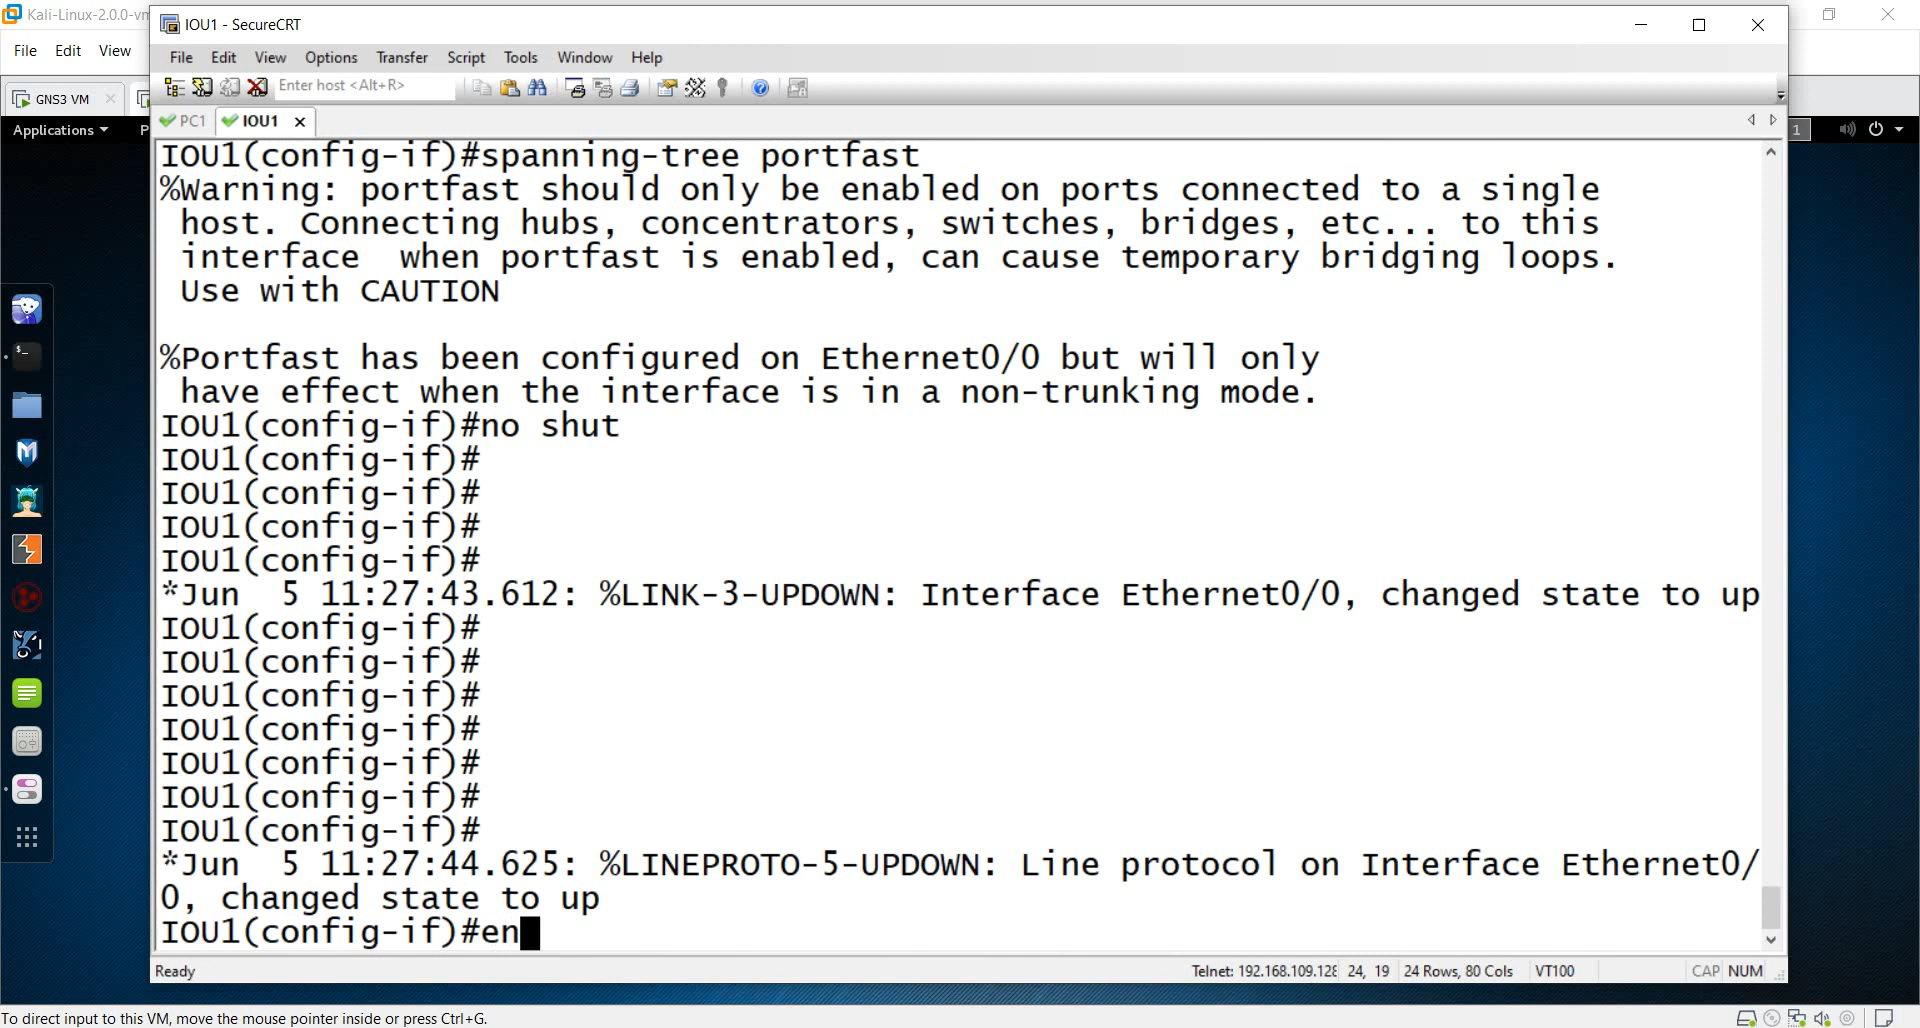 Kali-Linux-2.0.0-vm
IOU1 - SecureCRT
File Edit View
File Edit View Options Transfer Script Tools Window Help
Enter host <Alt+R>
GNS3 VM
PC1 IOU1
Applications
1
IOU1(config-if)#spanning-tree portfast
%Warning: portfast should only be enabled on ports connected to a single
host. Connecting hubs, concentrators, switches, bridges, etc... to this
interface  when portfast is enabled, can cause temporary bridging loops.
Use with CAUTION
%Portfast has been configured on Ethernet0/0 but will only
have effect when the interface is in a non-trunking mode.
IOU1(config-if)#no shut
IOU1(config-if)#
IOU1(config-if)#
IOU1(config-if)#
IOU1(config-if)#
*Jun  5 11:27:43.612: %LINK-3-UPDOWN: Interface Ethernet0/0, changed state to up
IOU1(config-if)#
IOU1(config-if)#
IOU1(config-if)#
IOU1(config-if)#
IOU1(config-if)#
IOU1(config-if)#
IOU1(config-if)#
*Jun  5 11:27:44.625: %LINEPROTO-5-UPDOWN: Line protocol on Interface Ethernet0/
0, changed state to up
IOU1(config-if)#en
Ready Telnet: 192.168.109.128 24, 19 24 Rows, 80 Cols VT100 CAP NUM
To direct input to this VM, move the mouse pointer inside or press Ctrl+G.